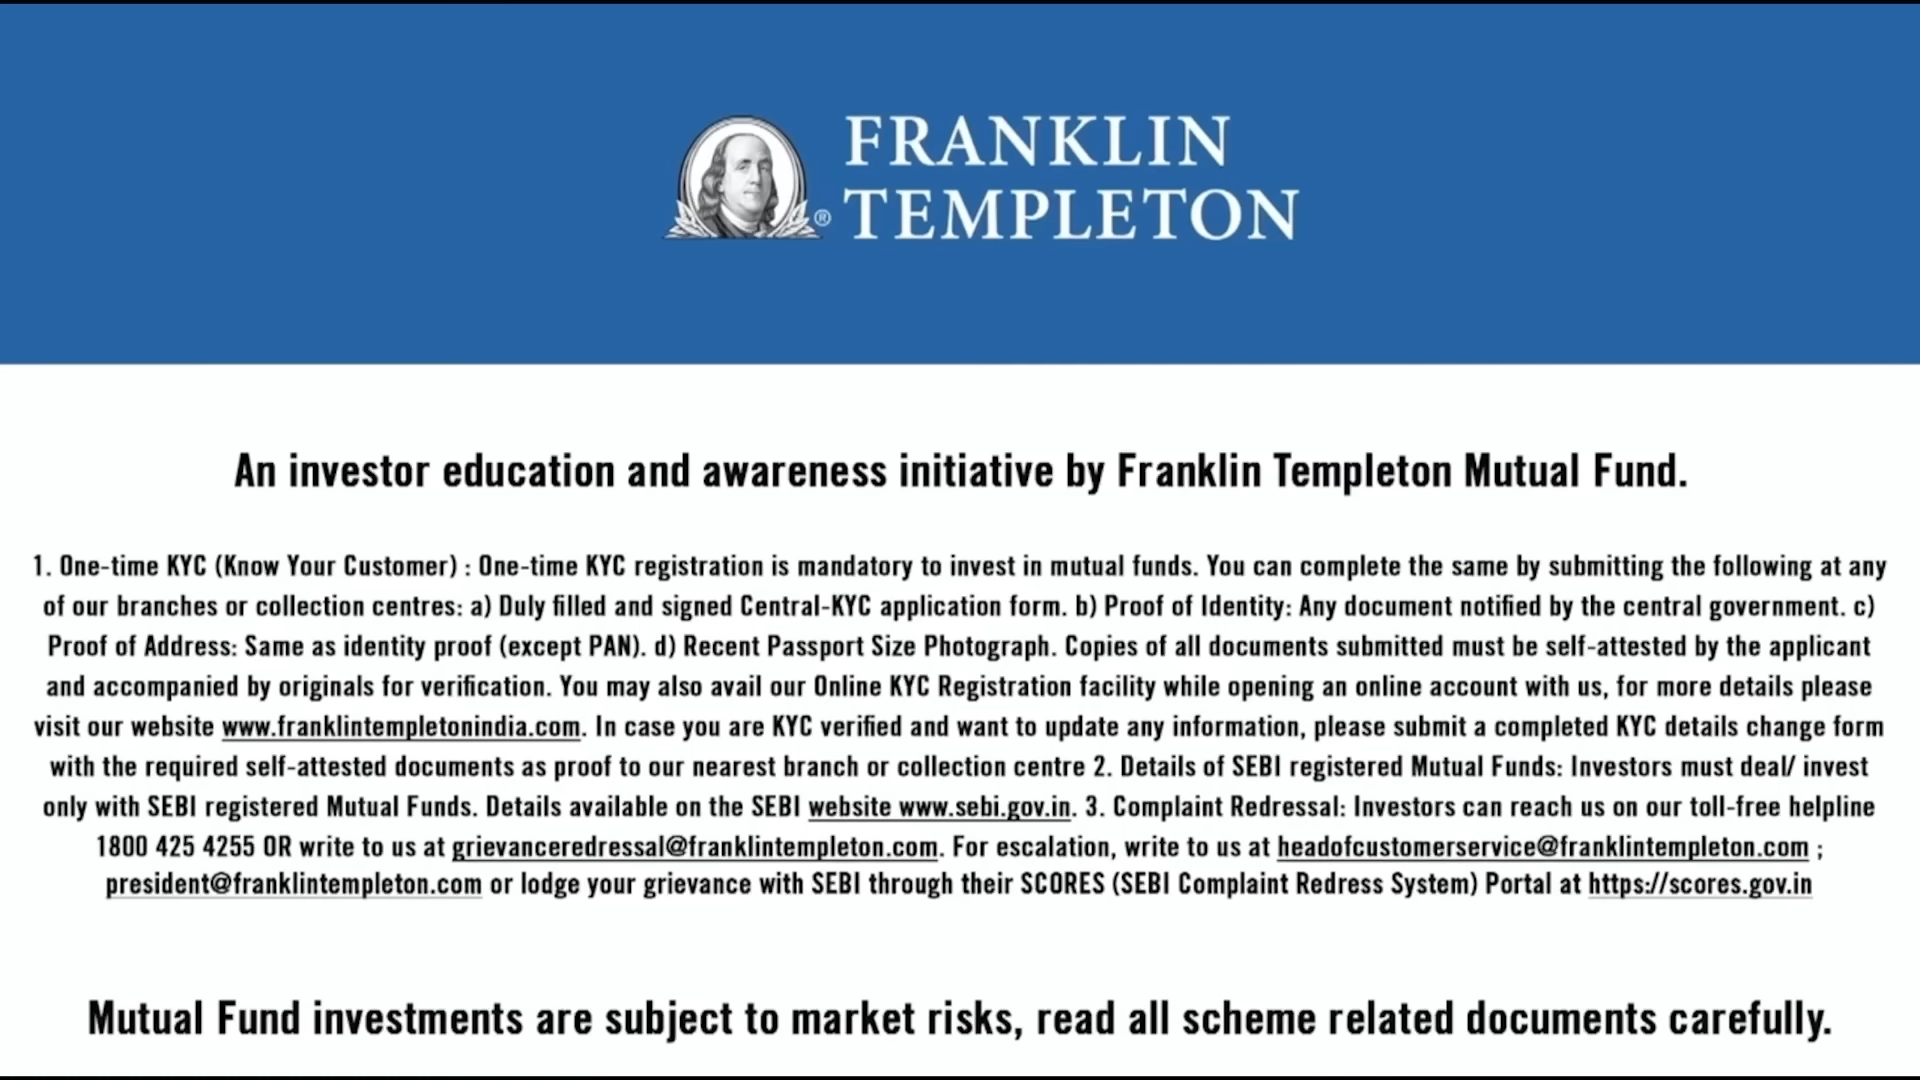 FRANKLIN
TEMPLETON
®
An investor education and awareness initiative by Franklin Templeton Mutual Fund.
1. One-time KYC (Know Your Customer) : One-time KYC registration is mandatory to invest in mutual funds. You can complete the same by submitting the following at any
of our branches or collection centres: a) Duly filled and signed Central-KYC application form. b) Proof of Identity: Any document notified by the central government. c)
Proof of Address: Same as identity proof (except PAN). d) Recent Passport Size Photograph. Copies of all documents submitted must be self-attested by the applicant
and accompanied by originals for verification. You may also avail our Online KYC Registration facility while opening an online account with us, for more details please
visit our website www.franklintempletonindia.com. In case you are KYC verified and want to update any information, please submit a completed KYC details change form
with the required self-attested documents as proof to our nearest branch or collection centre 2. Details of SEBI registered Mutual Funds: Investors must deal/ invest
only with SEBI registered Mutual Funds. Details available on the SEBI website www.sebi.gov.in. 3. Complaint Redressal: Investors can reach us on our toll-free helpline
1800 425 4255 OR write to us at grievanceredressal@franklintempleton.com. For escalation, write to us at headofcustomerservice@franklintempleton.com ;
president@franklintempleton.com or lodge your grievance with SEBI through their SCORES (SEBI Complaint Redress System) Portal at https://scores.gov.in
Mutual Fund investments are subject to market risks, read all scheme related documents carefully.